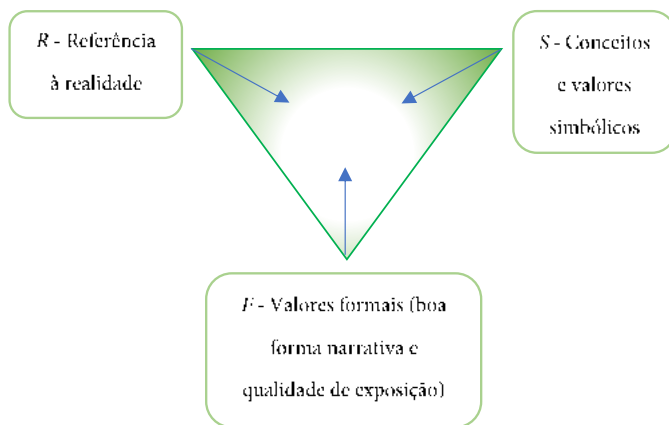 R - Referência
à realidade
S - Conceitos
e valores
simbólicos
F - Valores formais (boa
forma narrativa e
qualidade de exposição)